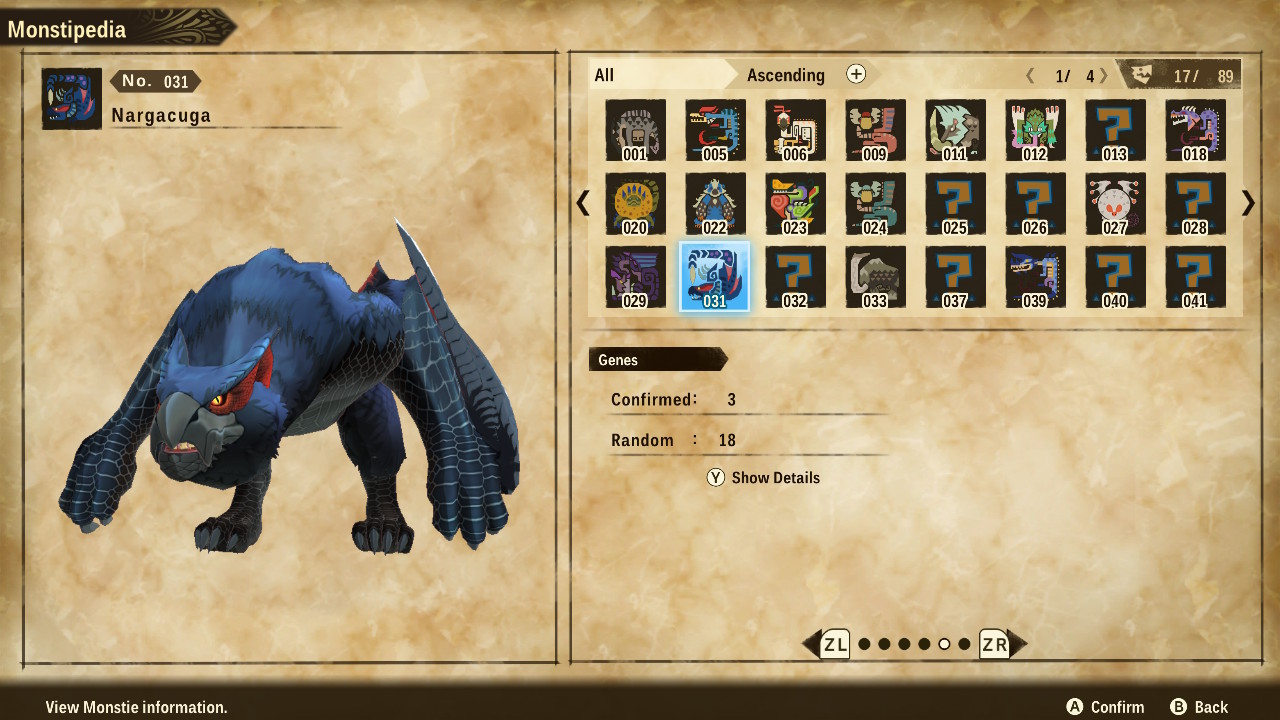 Monstipedia
No. 031
Nargacuga
All
Ascending
1/ 4
17/ 89
001 005 006 009 011 012 013 018
020 022 023 024 025 026 027 028
029 031 032 033 037 039 040 041
Genes
Confirmed: 3
Random : 18
Y Show Details
ZL ZR
View Monstie information.
A Confirm B Back